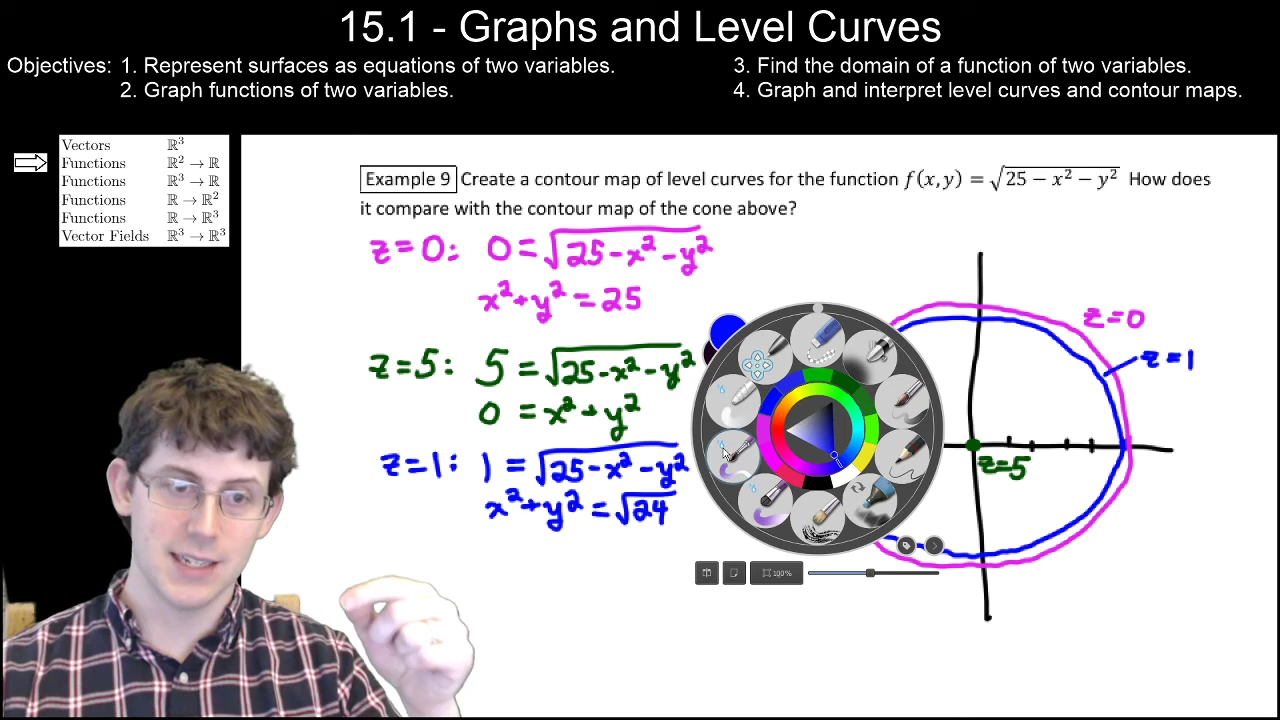 15.1 - Graphs and Level Curves
Objectives: 1. Represent surfaces as equations of two variables.
2. Graph functions of two variables.
3. Find the domain of a function of two variables.
4. Graph and interpret level curves and contour maps.
Vectors ℝ³
Functions ℝ² → ℝ
Functions ℝ³ → ℝ
Functions ℝ → ℝ²
Functions ℝ → ℝ³
Vector Fields ℝ³ → ℝ³
Example 9 Create a contour map of level curves for the function f(x, y) = √(25 − x² − y²) How does
it compare with the contour map of the cone above?
z=0: 0 = √(25-x²-y²)
x²+y² = 25
z=5: 5 = √(25-x²-y²)
0 = x²+y²
z=1: 1 = √(25-x²-y²)
x²+y² = √24
z=0
z=1
z=5
100%